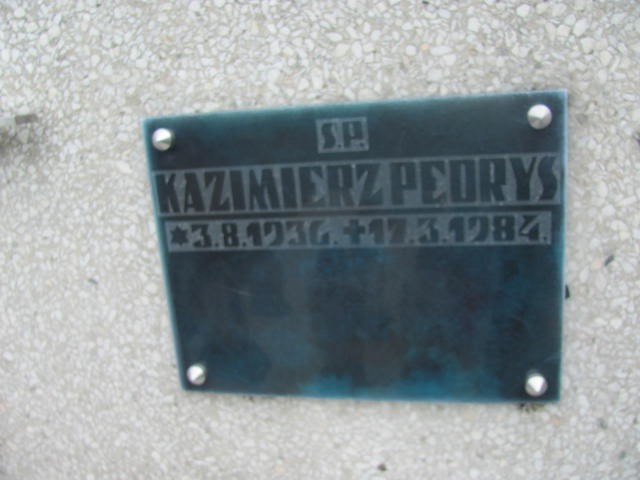 Ś.P.
KAZIMIERZ PEDRYS
*3.8.1936. +17.3.1984.